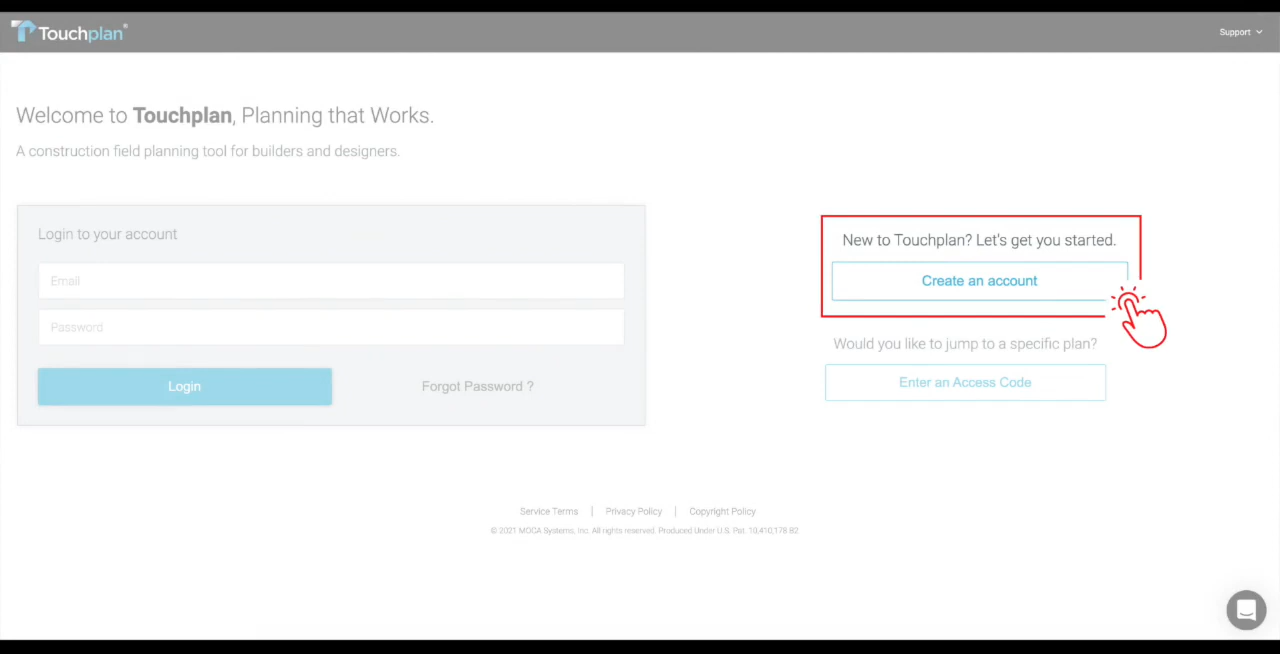 Touchplan®
Support
Welcome to Touchplan, Planning that Works.
A construction field planning tool for builders and designers.
Login to your account
Email
Password
Login
Forgot Password ?
New to Touchplan? Let's get you started.
Create an account
Would you like to jump to a specific plan?
Enter an Access Code
Service Terms | Privacy Policy | Copyright Policy
© 2021 MOCA Systems, Inc. All rights reserved. Produced Under U.S. Pat. 10,410,178 B2